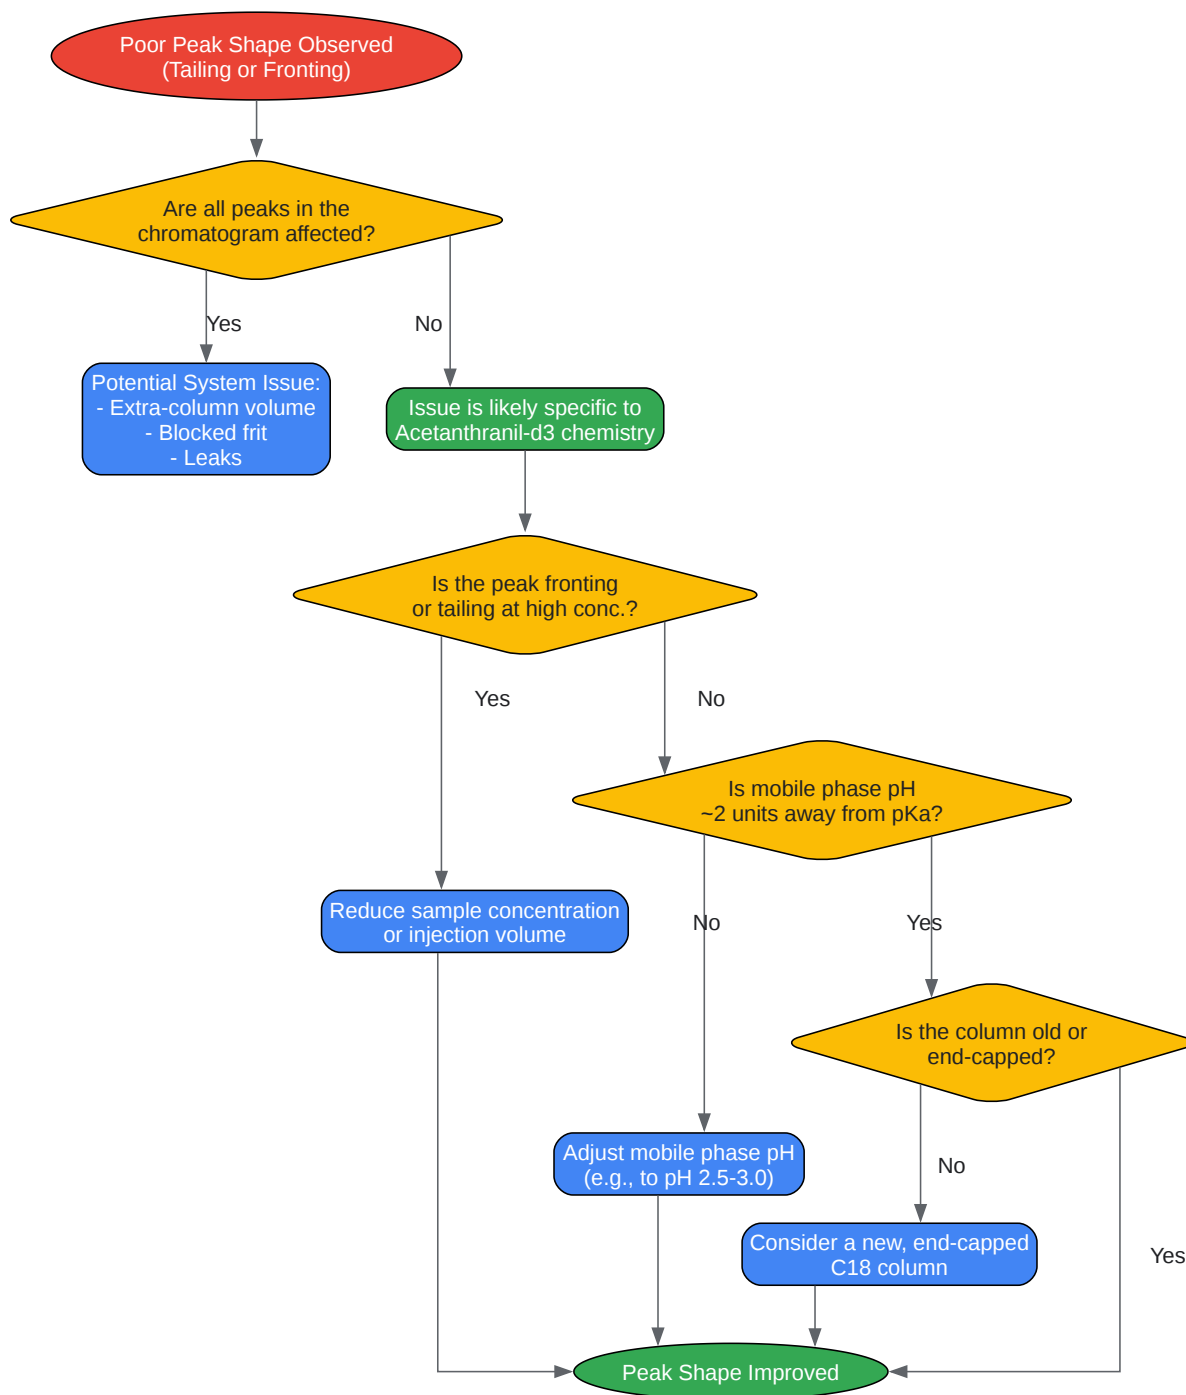 Poor Peak Shape Observed
(Tailing or Fronting)
Are all peaks in the
chromatogram affected?
Yes
No
Potential System Issue:
- Extra-column volume
- Blocked frit
- Leaks
Issue is likely specific to
Acetanthranil-d3 chemistry
Is the peak fronting
or tailing at high conc.?
Yes
No
Is mobile phase pH
~2 units away from pKa?
Reduce sample concentration
or injection volume
No
Yes
Is the column old or
end-capped?
Adjust mobile phase pH
(e.g., to pH 2.5-3.0)
No
Consider a new, end-capped
C18 column
Yes
Peak Shape Improved